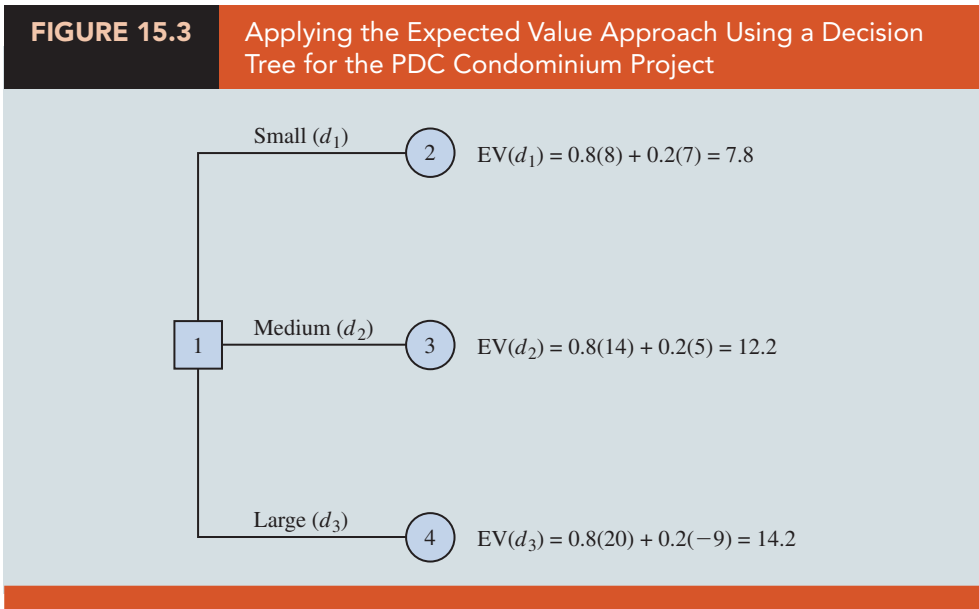 FIGURE 15.3
Applying the Expected Value Approach Using a Decision
Tree for the PDC Condominium Project
Small (d₁)
2
EV(d₁) = 0.8(8) + 0.2(7) = 7.8
1
Medium (d₂)
3
EV(d₂) = 0.8(14) + 0.2(5) = 12.2
Large (d₃)
4
EV(d₃) = 0.8(20) + 0.2(−9) = 14.2